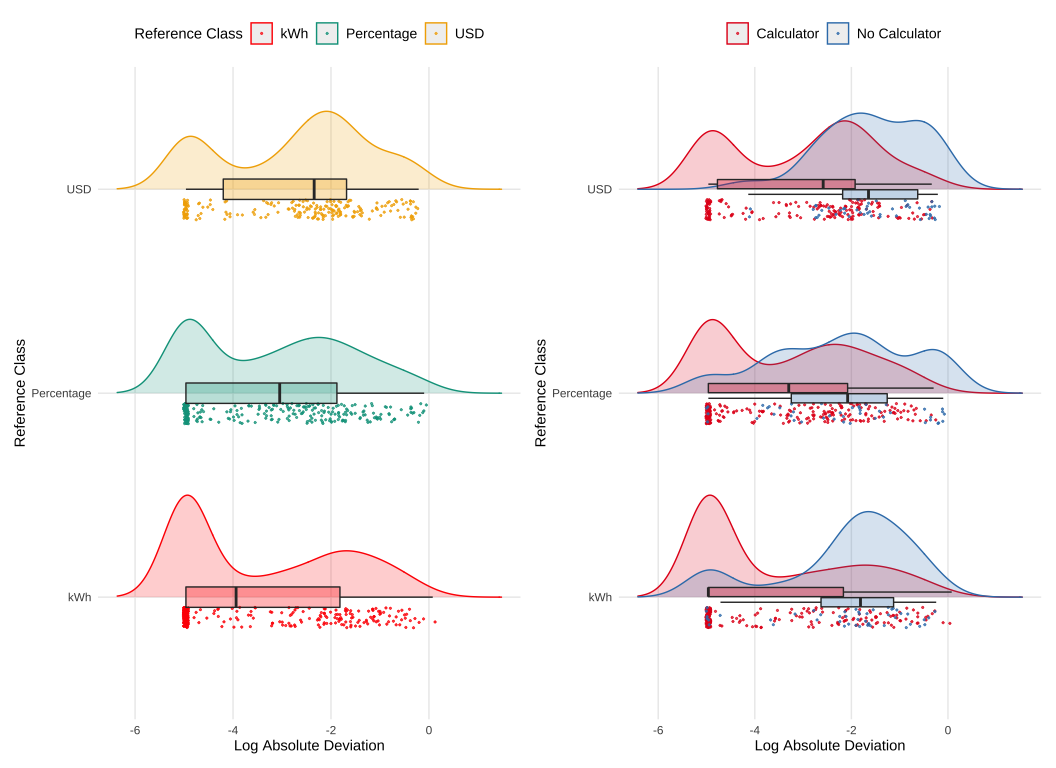 Reference Class kWh Percentage USD
Calculator No Calculator
Reference Class
USD
Percentage
kWh
-6 -4 -2 0
Log Absolute Deviation
Reference Class
USD
Percentage
kWh
-6 -4 -2 0
Log Absolute Deviation